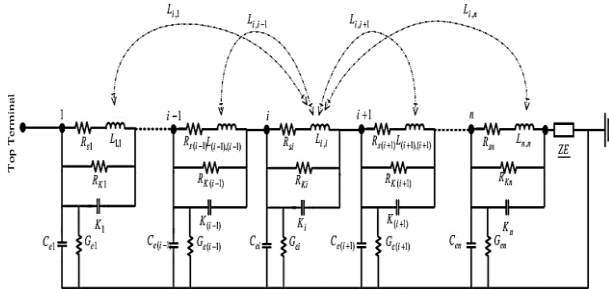 L_{i,1} L_{i,i-1} L_{i,i+1} L_{i,n}
Top Terminal
1 i-1 i i+1 n
R_{s1} L_{1,1} R_{s(i-1)} L_{(i-1),(i-1)} R_{si} L_{i,i} R_{s(i+1)} L_{(i+1),(i+1)} R_{sn} L_{n,n} ZE
R_{K1} R_{K(i-1)} R_{Ki} R_{K(i+1)} R_{Kn}
K_1 K_{(i-1)} K_i K_{(i+1)} K_n
C_{e1} G_{e1} C_{e(i-1)} G_{e(i-1)} C_{ei} G_{ei} C_{e(i+1)} G_{e(i+1)} C_{en} G_{en}